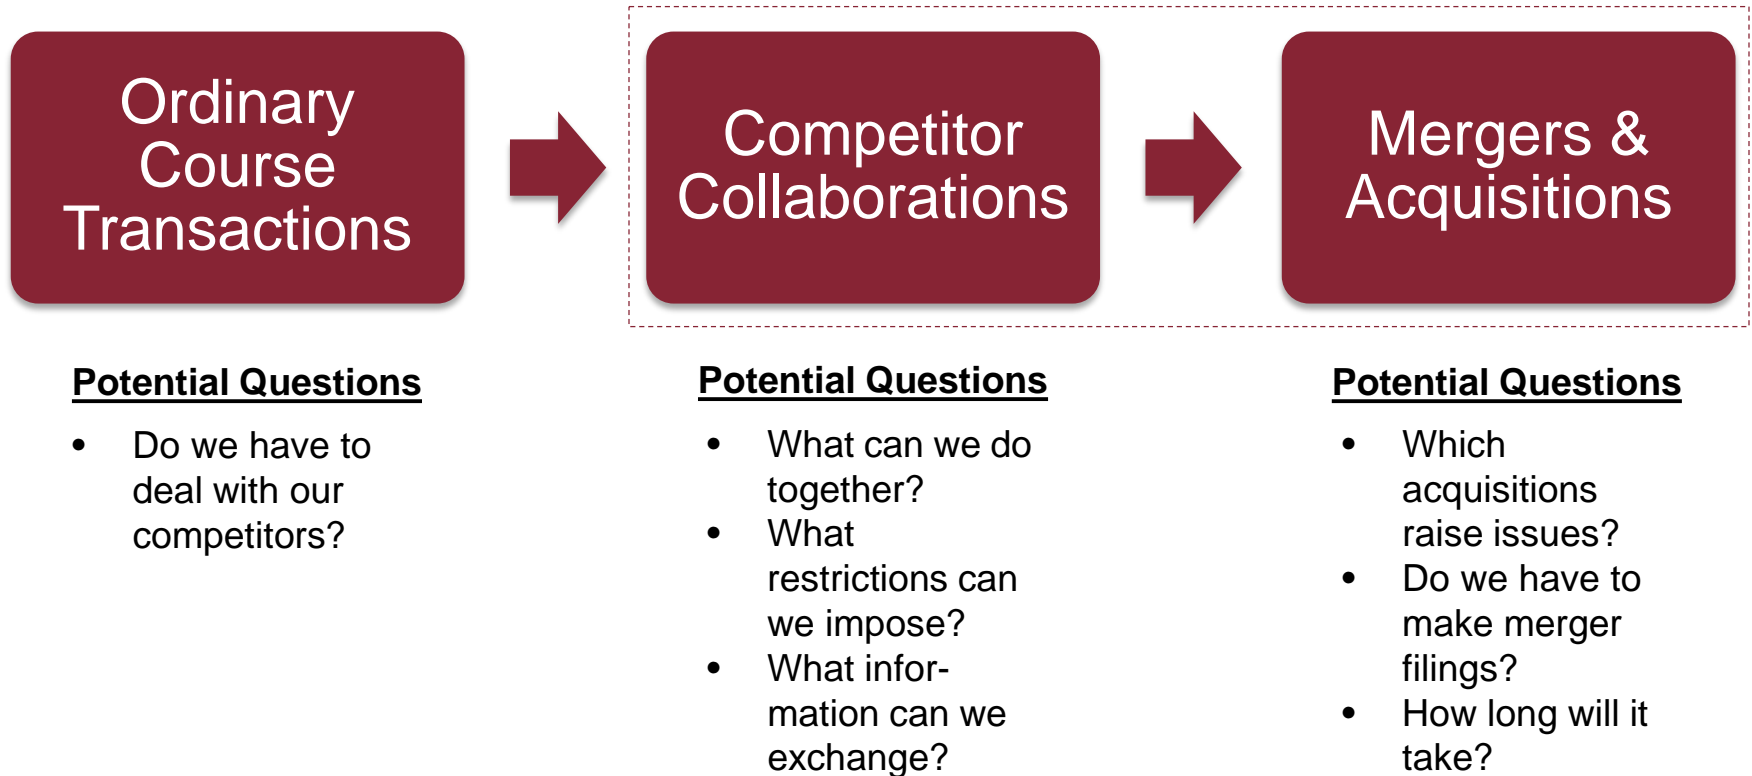 Ordinary
Course
Transactions
Competitor
Collaborations
Mergers &
Acquisitions
Potential Questions
• Do we have to
deal with our
competitors?
Potential Questions
• What can we do
together?
• What
restrictions can
we impose?
• What infor-
mation can we
exchange?
Potential Questions
• Which
acquisitions
raise issues?
• Do we have to
make merger
filings?
• How long will it
take?